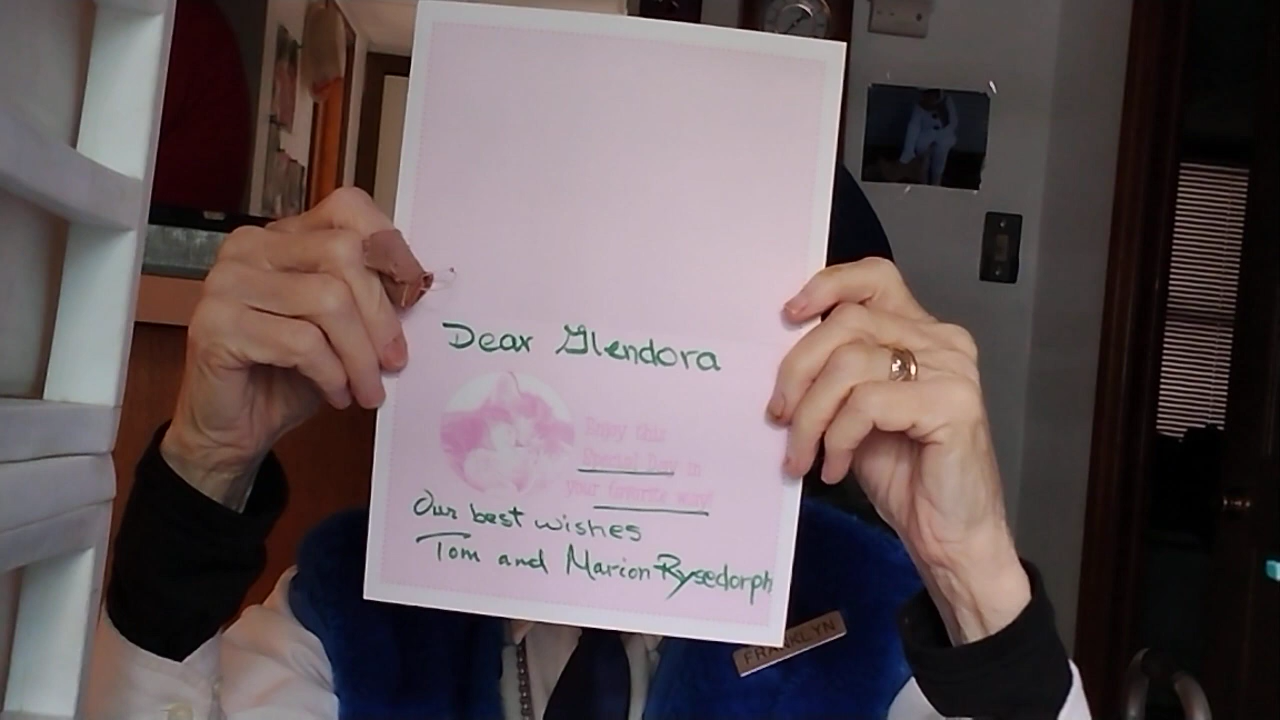 Dear Glendora
Enjoy this
Special Day in
your favorite way!
Our best wishes
Tom and Marion Rysedorph
FRANKLYN